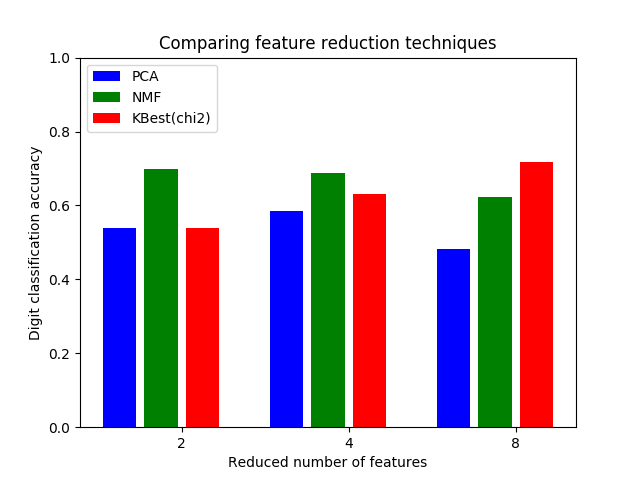 Comparing feature reduction techniques
PCA
NMF
KBest(chi2)
1.0
0.8
0.6
0.4
0.2
0.0
Digit classification accuracy
2 4 8
Reduced number of features